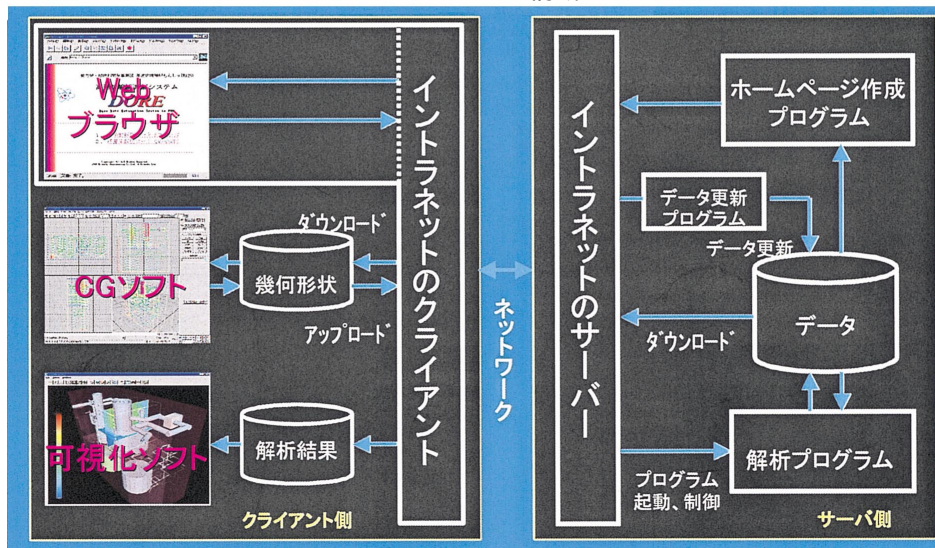 Web
DORE
ブラウザ
イントラネットのクライアント
ダウンロード
CGソフト
幾何形状
アップロード
可視化ソフト
解析結果
クライアント側
ネットワーク
イントラネットのサーバー
ホームページ作成
プログラム
データ更新
プログラム
データ更新
データ
ダウンロード
解析プログラム
プログラム
起動、制御
サーバ側